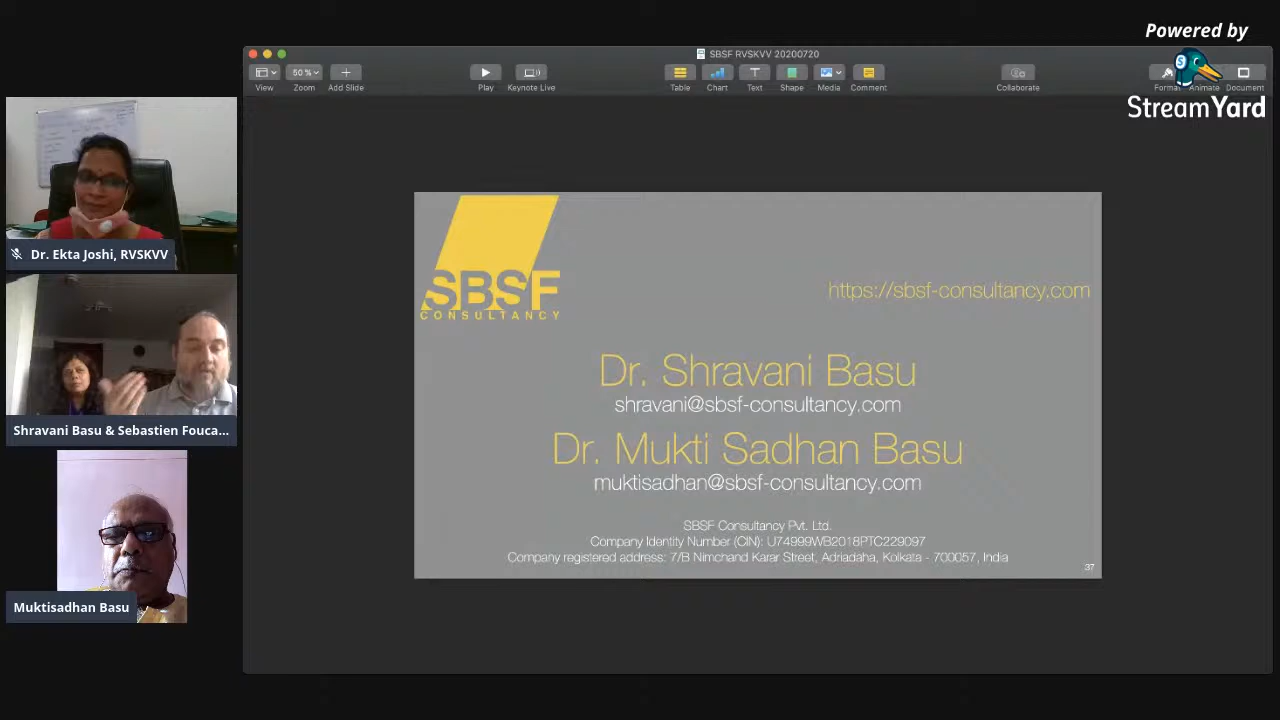 Powered by
StreamYard
SBSF RVSKVV 20200720
50 %
View
Zoom
Add Slide
Play
Keynote Live
Table
Chart
Text
Shape
Media
Comment
Collaborate
Format
Animate
Document
Dr. Ekta Joshi, RVSKVV
Shravani Basu & Sebastien Fouca...
Muktisadhan Basu
SBSF
CONSULTANCY
https://sbsf-consultancy.com
Dr. Shravani Basu
shravani@sbsf-consultancy.com
Dr. Mukti Sadhan Basu
muktisadhan@sbsf-consultancy.com
SBSF Consultancy Pvt. Ltd.
Company Identity Number (CIN): U74999WB2018PTC229097
Company registered address: 7/B Nimchand Karar Street, Adriadaha, Kolkata - 700057, India
37